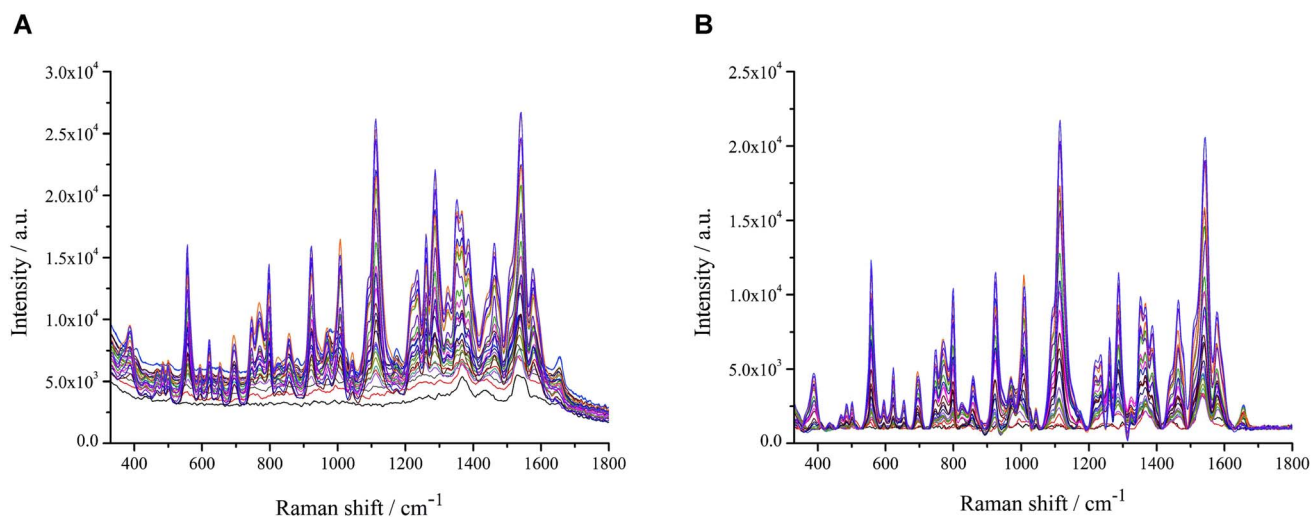 A
3.0x10⁴
2.5x10⁴
2.0x10⁴
1.5x10⁴
1.0x10⁴
5.0x10³
0.0
Intensity / a.u.
400 600 800 1000 1200 1400 1600 1800
Raman shift / cm⁻¹
B
2.5x10⁴
2.0x10⁴
1.5x10⁴
1.0x10⁴
5.0x10³
0.0
Intensity / a.u.
400 600 800 1000 1200 1400 1600 1800
Raman shift / cm⁻¹